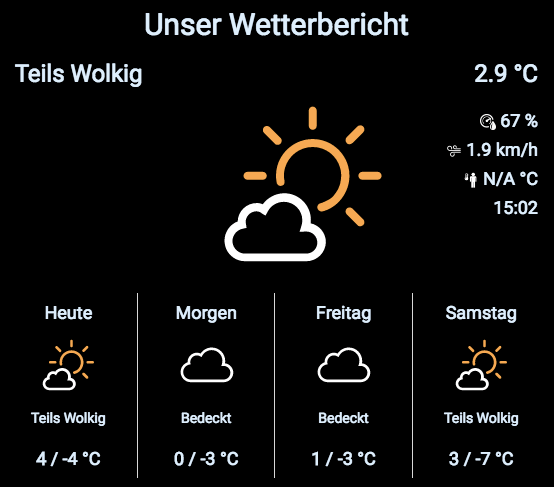 Unser Wetterbericht
Teils Wolkig 2.9 °C
67 %
1.9 km/h
N/A °C
15:02
Heute Morgen Freitag Samstag
Teils Wolkig Bedeckt Bedeckt Teils Wolkig
4 / -4 °C 0 / -3 °C 1 / -3 °C 3 / -7 °C